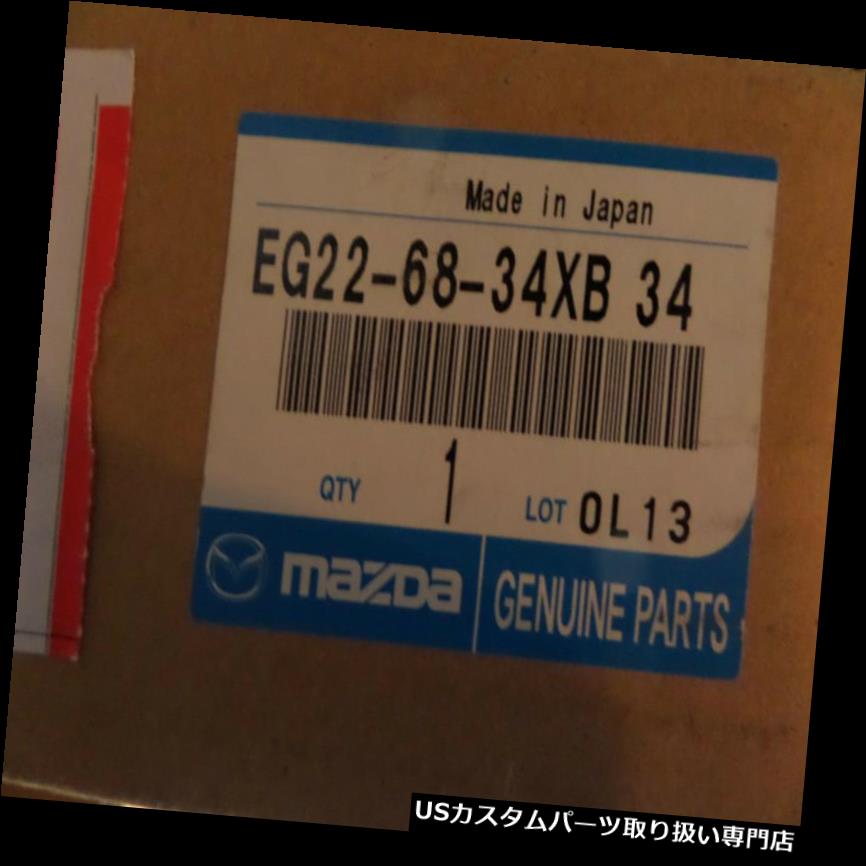 Made in Japan
EG22-68-34XB 34
QTY 1 LOT 0L13
mazda GENUINE PARTS
USカスタムパーツ取り扱い専門店